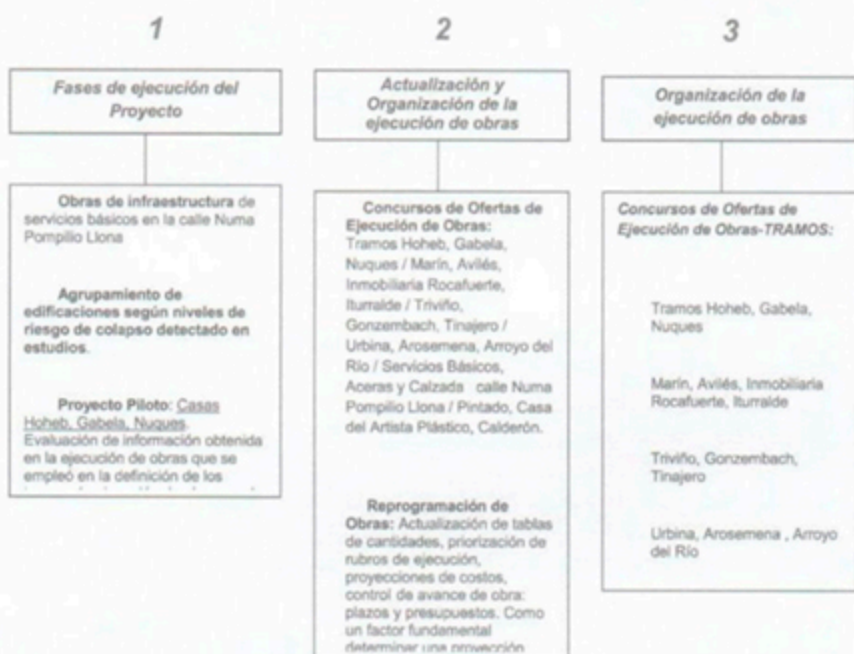 1
Fases de ejecución del
Proyecto
Obras de infraestructura de
servicios básicos en la calle Numa
Pompilio Llona
Agrupamiento de
edificaciones según niveles de
riesgo de colapso detectado en
estudios.
Proyecto Piloto: Casas
Hoheb, Gabela, Nuques.
Evaluación de información obtenida
en la ejecución de obras que se
empleó en la definición de los
2
Actualización y
Organización de la
ejecución de obras
Concursos de Ofertas de
Ejecución de Obras:
Tramos Hoheb, Gabela,
Nuques / Marín, Avilés,
Inmobiliaria Rocafuerte,
Iturralde / Triviño,
Gonzembach, Tinajero /
Urbina, Arosemena, Arroyo del
Río / Servicios Básicos,
Aceras y Calzada calle Numa
Pompilio Llona / Pintado, Casa
del Artista Plástico, Calderón.
Reprogramación de
Obras: Actualización de tablas
de cantidades, priorización de
rubros de ejecución,
proyecciones de costos,
control de avance de obra:
plazos y presupuestos. Como
un factor fundamental
determinar una proyección
3
Organización de la
ejecución de obras
Concursos de Ofertas de
Ejecución de Obras-TRAMOS:
Tramos Hoheb, Gabela,
Nuques
Marín, Avilés, Inmobiliaria
Rocafuerte, Iturralde
Triviño, Gonzembach,
Tinajero
Urbina, Arosemena , Arroyo
del Río